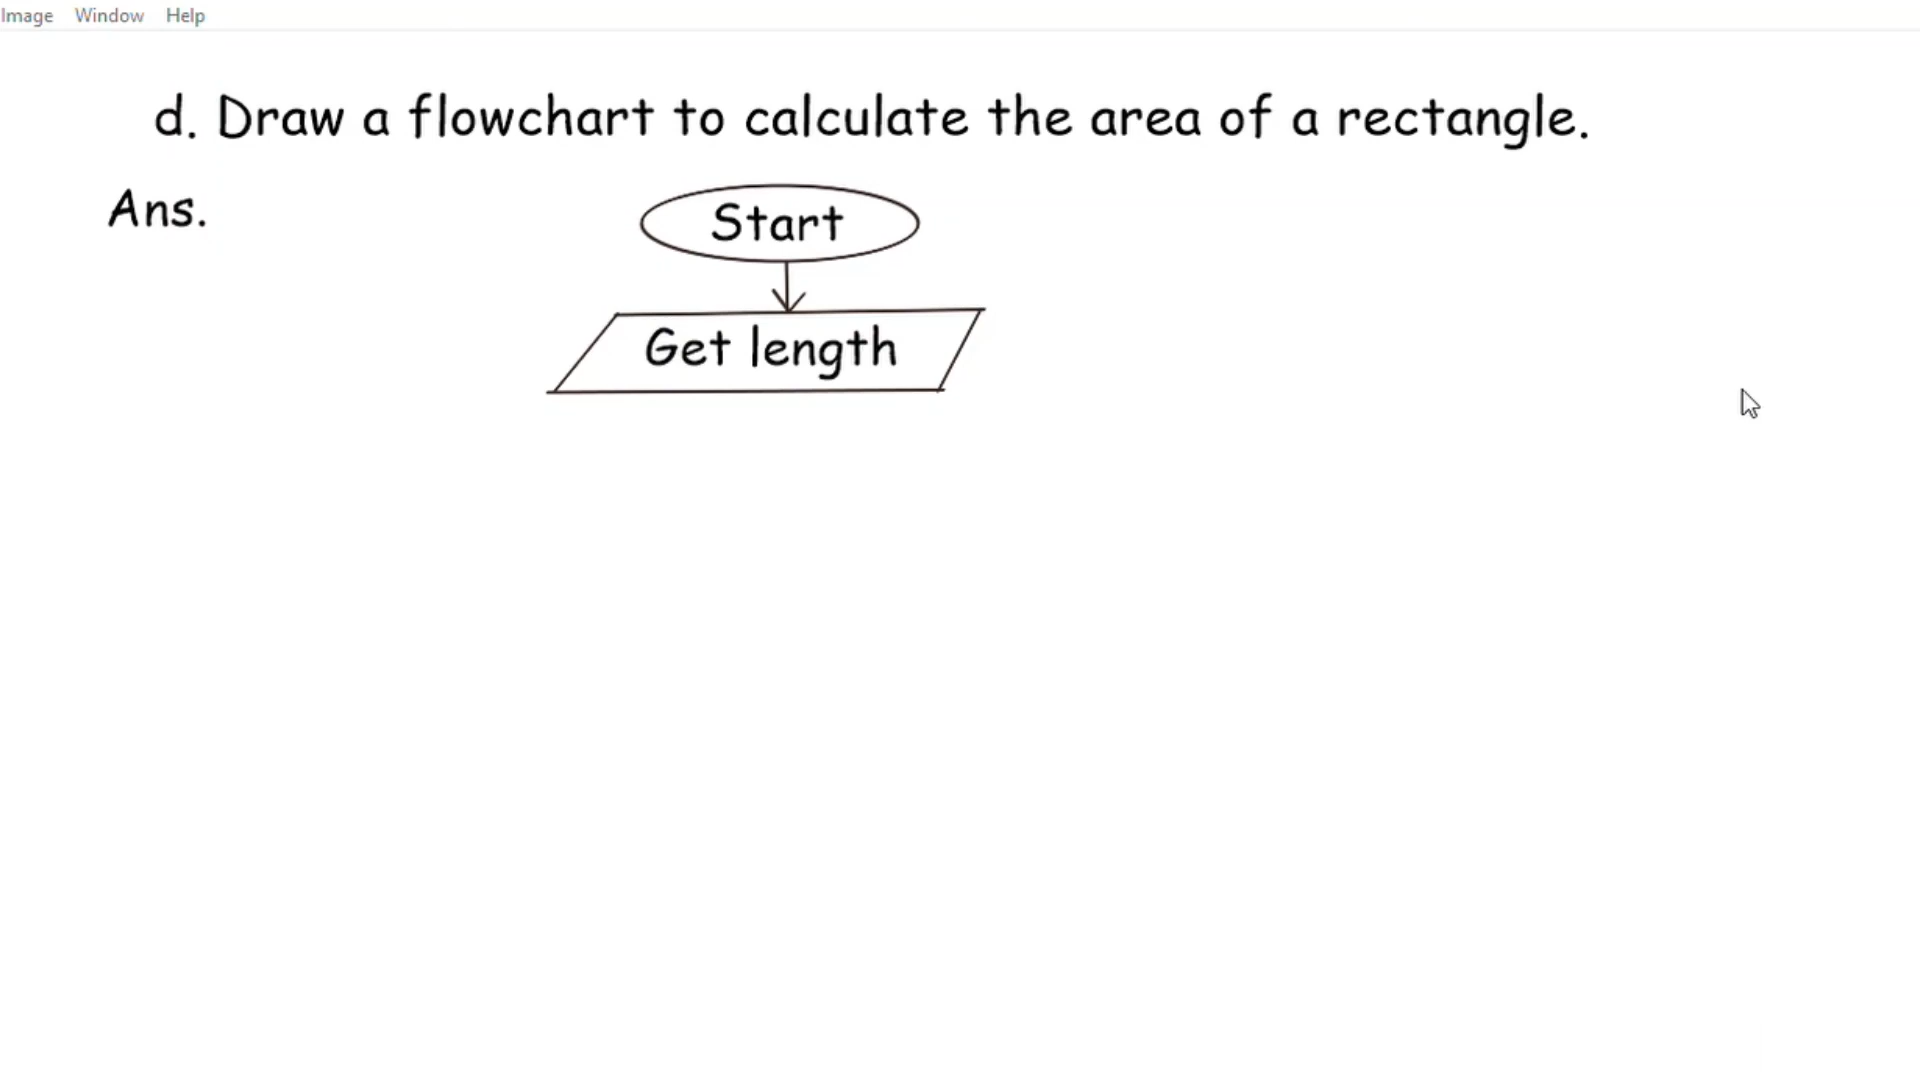 Image Window Help
d. Draw a flowchart to calculate the area of a rectangle.
Ans.
Start
Get length